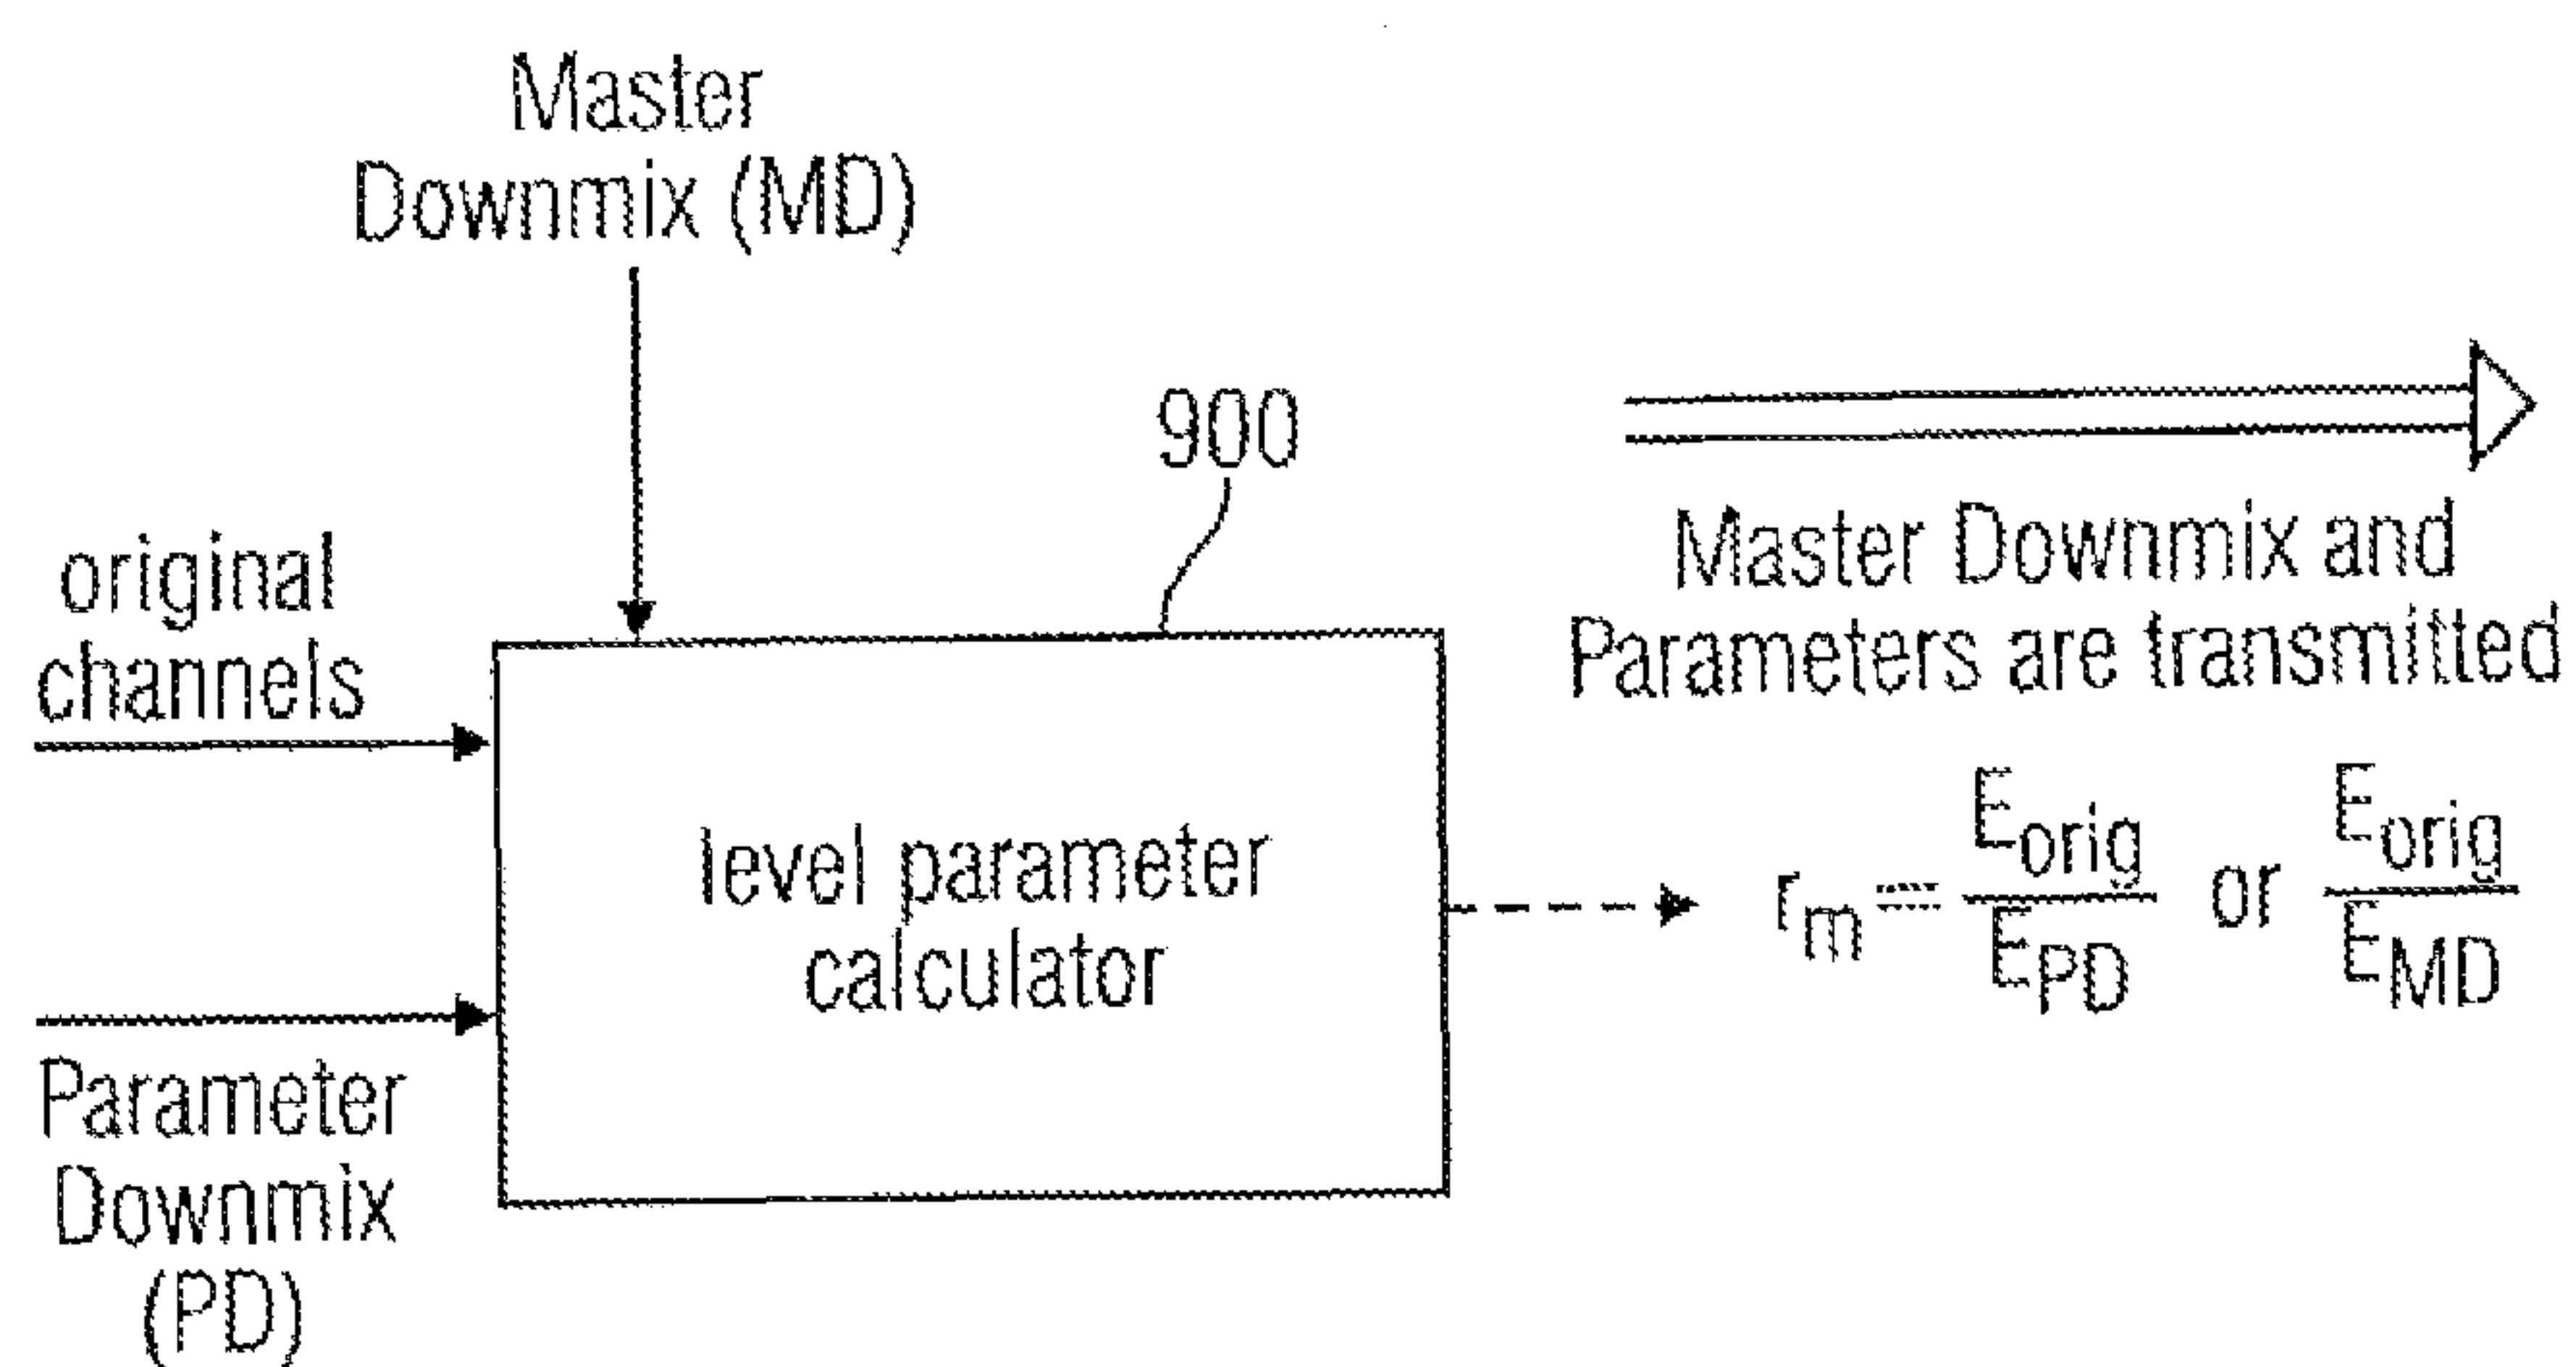 Master
Downmix (MD)
900
original
channels
Master Downmix and
Parameters are transmitted
level parameter
calculator
r_m = E_orig / E_PD or E_orig / E_MD
Parameter
Downmix
(PD)